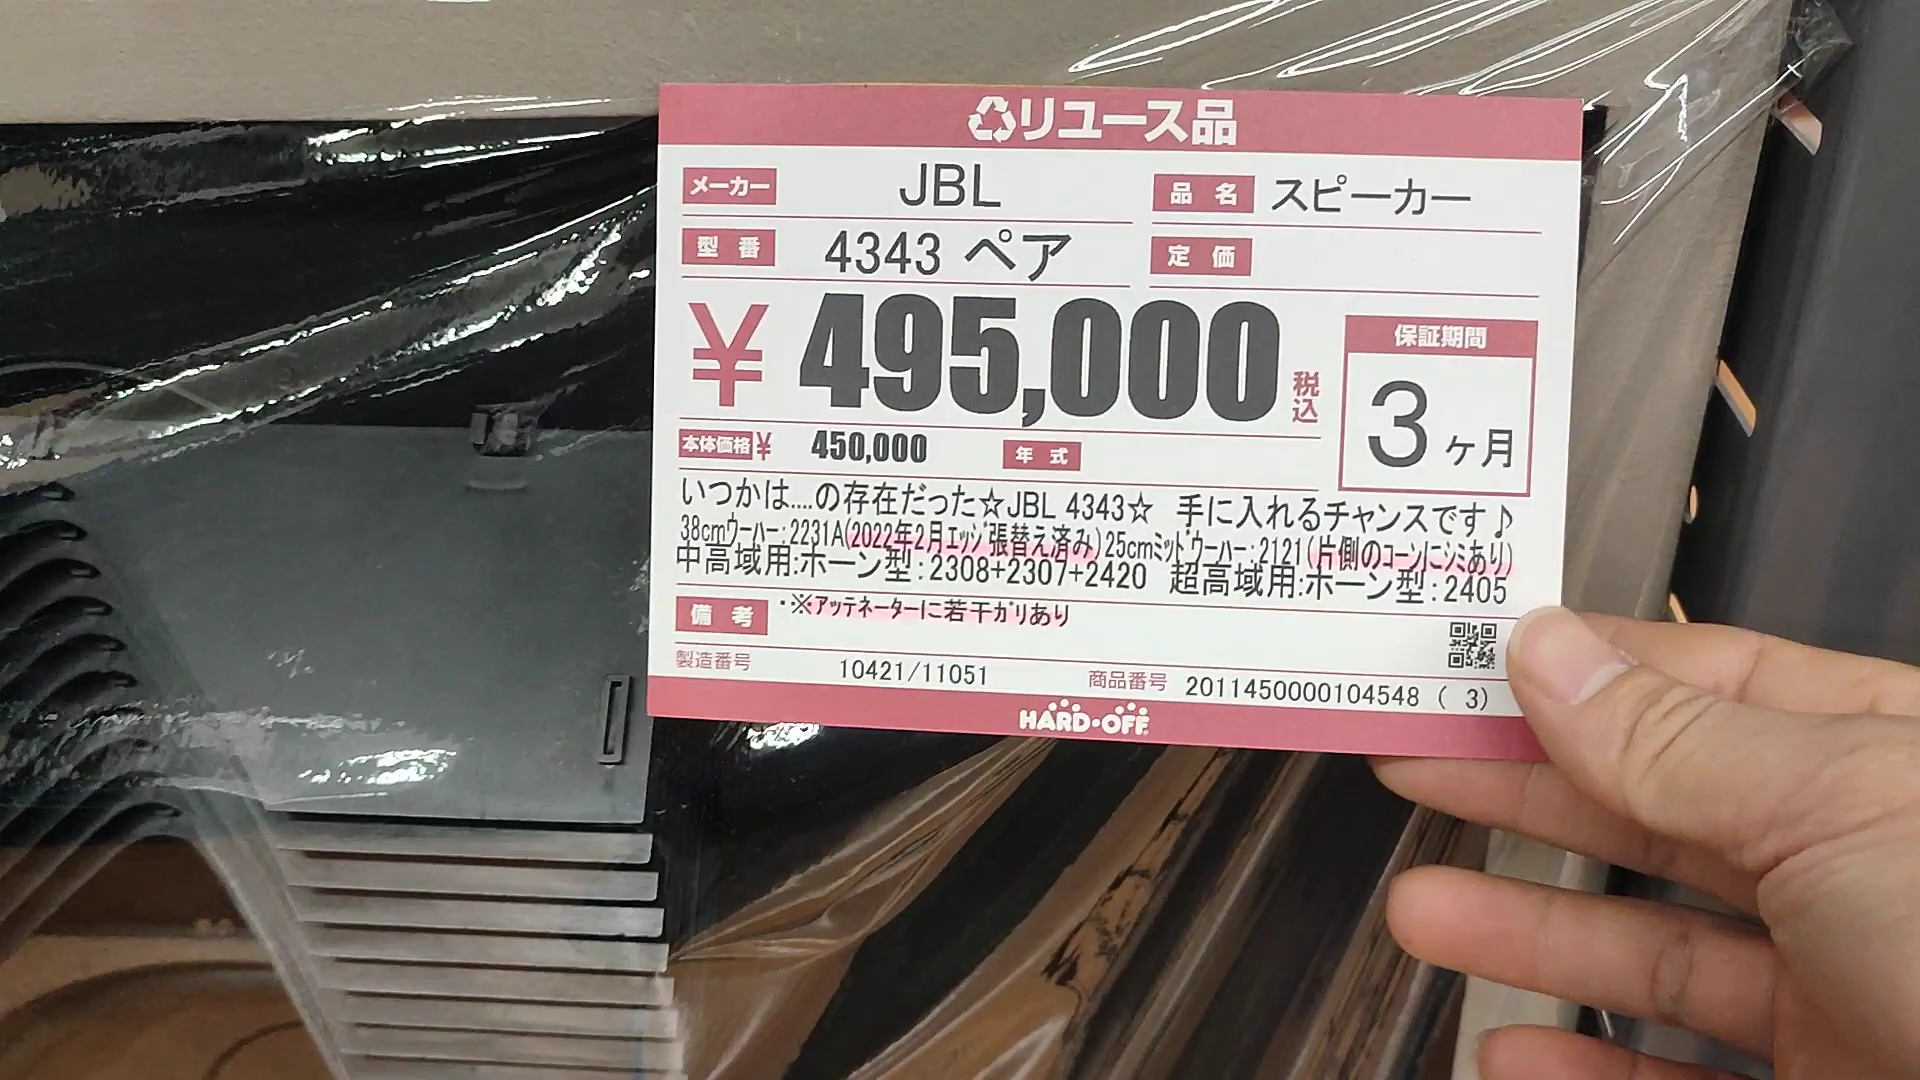 リユース品
メーカー JBL 品名 スピーカー
型番 4343 ペア 定価
¥495,000 税込
保証期間
3ヶ月
本体価格¥ 450,000 年式
いつかは....の存在だった☆JBL 4343☆ 手に入れるチャンスです♪
38cmウーハー:2231A(2022年2月エッジ張替え済み)25cmミッドウーハー:2121(片側のコーンにシミあり)
中高域用:ホーン型:2308+2307+2420 超高域用:ホーン型:2405
備考 ・※アッテネーターに若干ガリあり
製造番号 10421/11051 商品番号 2011450000104548 ( 3)
HARD・OFF